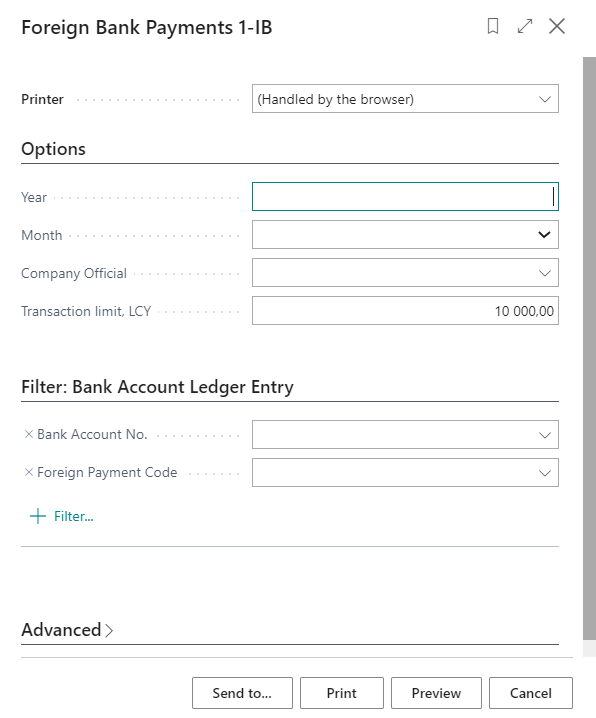 Foreign Bank Payments 1-IB
Printer (Handled by the browser)
Options
Year
Month
Company Official
Transaction limit, LCY 10 000,00
Filter: Bank Account Ledger Entry
× Bank Account No.
× Foreign Payment Code
+ Filter...
Advanced >
Send to... Print Preview Cancel